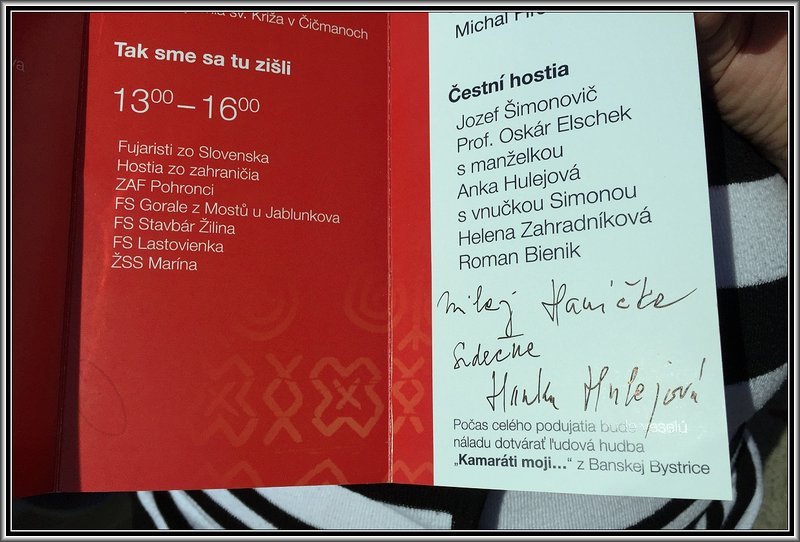 sv. Kríža v Čičmanoch
Tak sme sa tu zišli
13⁰⁰ – 16⁰⁰
Fujaristi zo Slovenska
Hostia zo zahraničia
ZAF Pohronci
FS Gorale z Mostů u Jablunkova
FS Stavbár Žilina
FS Lastovienka
ŽSS Marína
Michal
Čestní hostia
Jozef Šimonovič
Prof. Oskár Elschek
s manželkou
Anka Hulejová
s vnučkou Simonou
Helena Zahradníková
Roman Bienik
milej Haničke
srdečne
Hanka Hulejová
Počas celého podujatia bude veselú
náladu dotvárať ľudová hudba
„Kamaráti moji...“ z Banskej Bystrice